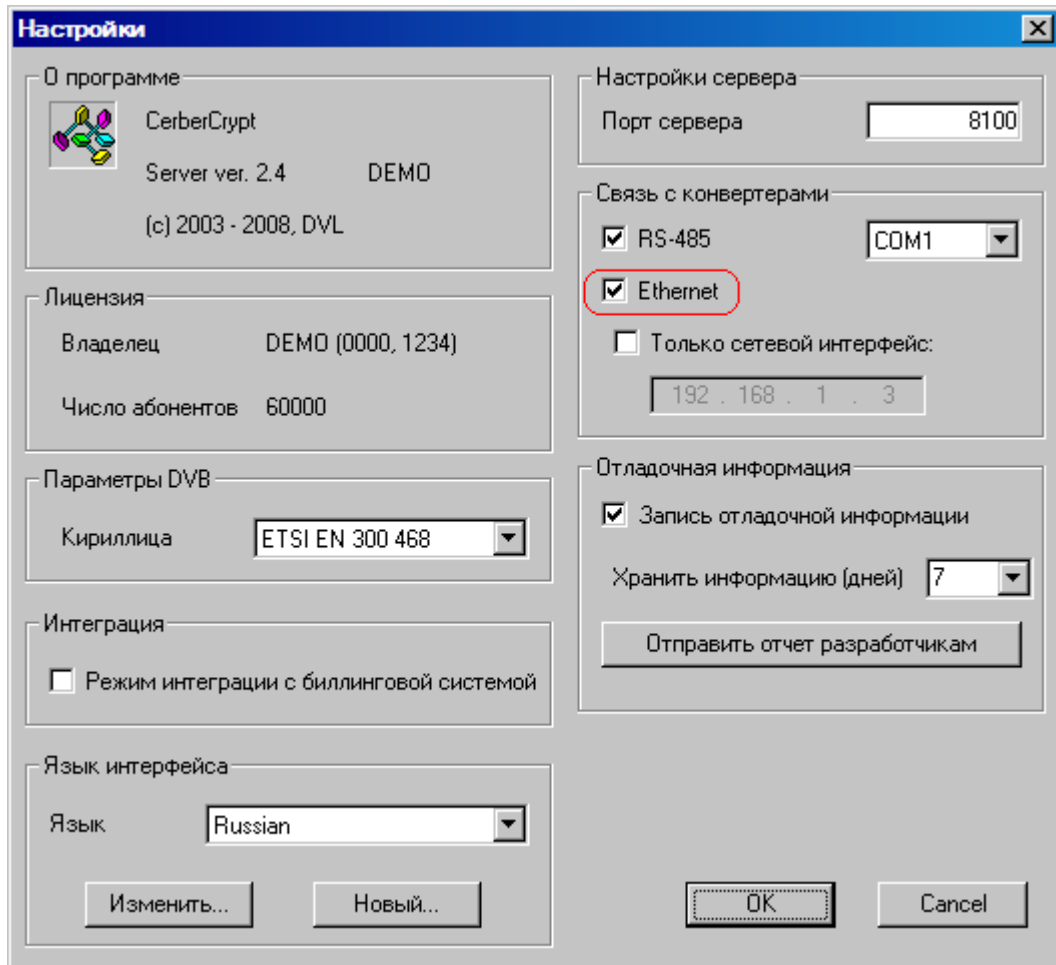 Настройки
О программе
CerberCrypt
Server ver. 2.4 DEMO
(c) 2003 - 2008, DVL
Лицензия
Владелец DEMO (0000, 1234)
Число абонентов 60000
Параметры DVB
Кириллица ETSI EN 300 468
Интеграция
Режим интеграции с биллинговой системой
Язык интерфейса
Язык Russian
Изменить... Новый...
Настройки сервера
Порт сервера 8100
Связь с конвертерами
RS-485 COM1
Ethernet
Только сетевой интерфейс:
192 . 168 . 1 . 3
Отладочная информация
Запись отладочной информации
Хранить информацию (дней) 7
Отправить отчет разработчикам
OK Cancel